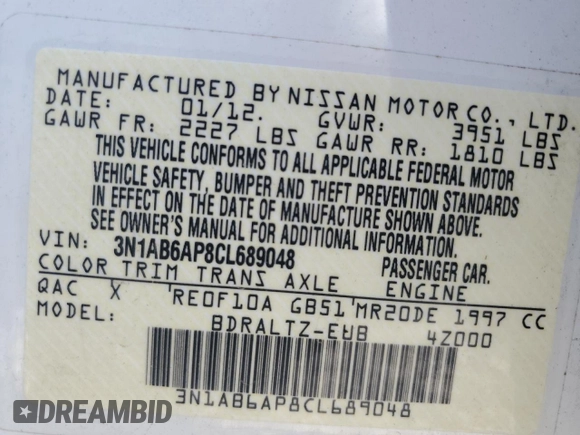 MANUFACTURED BY NISSAN MOTOR CO., LTD.
DATE: 01/12. GVWR: 3951 LBS
GAWR FR: 2227 LBS GAWR RR: 1810 LBS
THIS VEHICLE CONFORMS TO ALL APPLICABLE FEDERAL MOTOR
VEHICLE SAFETY, BUMPER AND THEFT PREVENTION STANDARDS
IN EFFECT ON THE DATE OF MANUFACTURE SHOWN ABOVE.
SEE OWNER'S MANUAL FOR ADDITIONAL INFORMATION
VIN: 3N1AB6AP8CL689048 PASSENGER CAR.
COLOR TRIM TRANS AXLE ENGINE
QAC X 'RE0F10A GB51'MR20DE 1997 CC
MODEL: BDRALTZ-EUB 4Z000
3N1AB6AP8CL689048
DREAMBID